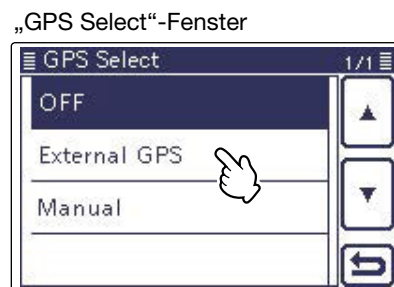 „GPS Select“-Fenster
GPS Select 1/1
OFF
External GPS
Manual